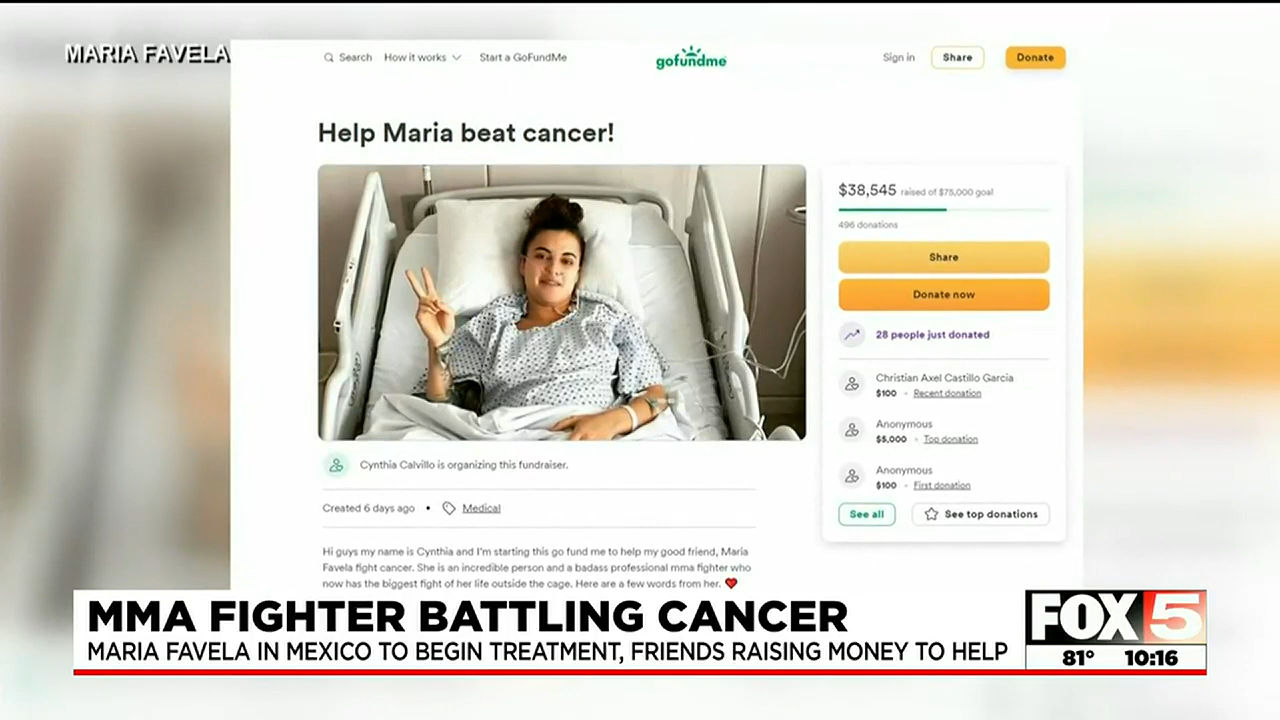 MARIA FAVELA
Search How it works Start a GoFundMe gofundme Sign in Share Donate
Help Maria beat cancer!
$38,545 raised of $75,000 goal
496 donations
Share
Donate now
28 people just donated
Christian Axel Castillo Garcia
$100 • Recent donation
Anonymous
$5,000 • Top donation
Anonymous
$100 • First donation
See all See top donations
Cynthia Calvillo is organizing this fundraiser.
Created 6 days ago • Medical
Hi guys my name is Cynthia and I'm starting this go fund me to help my good friend, Maria
Favela fight cancer. She is an incredible person and a badass professional mma fighter who
now has the biggest fight of her life outside the cage. Here are a few words from her. ❤️
MMA FIGHTER BATTLING CANCER
MARIA FAVELA IN MEXICO TO BEGIN TREATMENT, FRIENDS RAISING MONEY TO HELP
FOX 5
81° 10:16